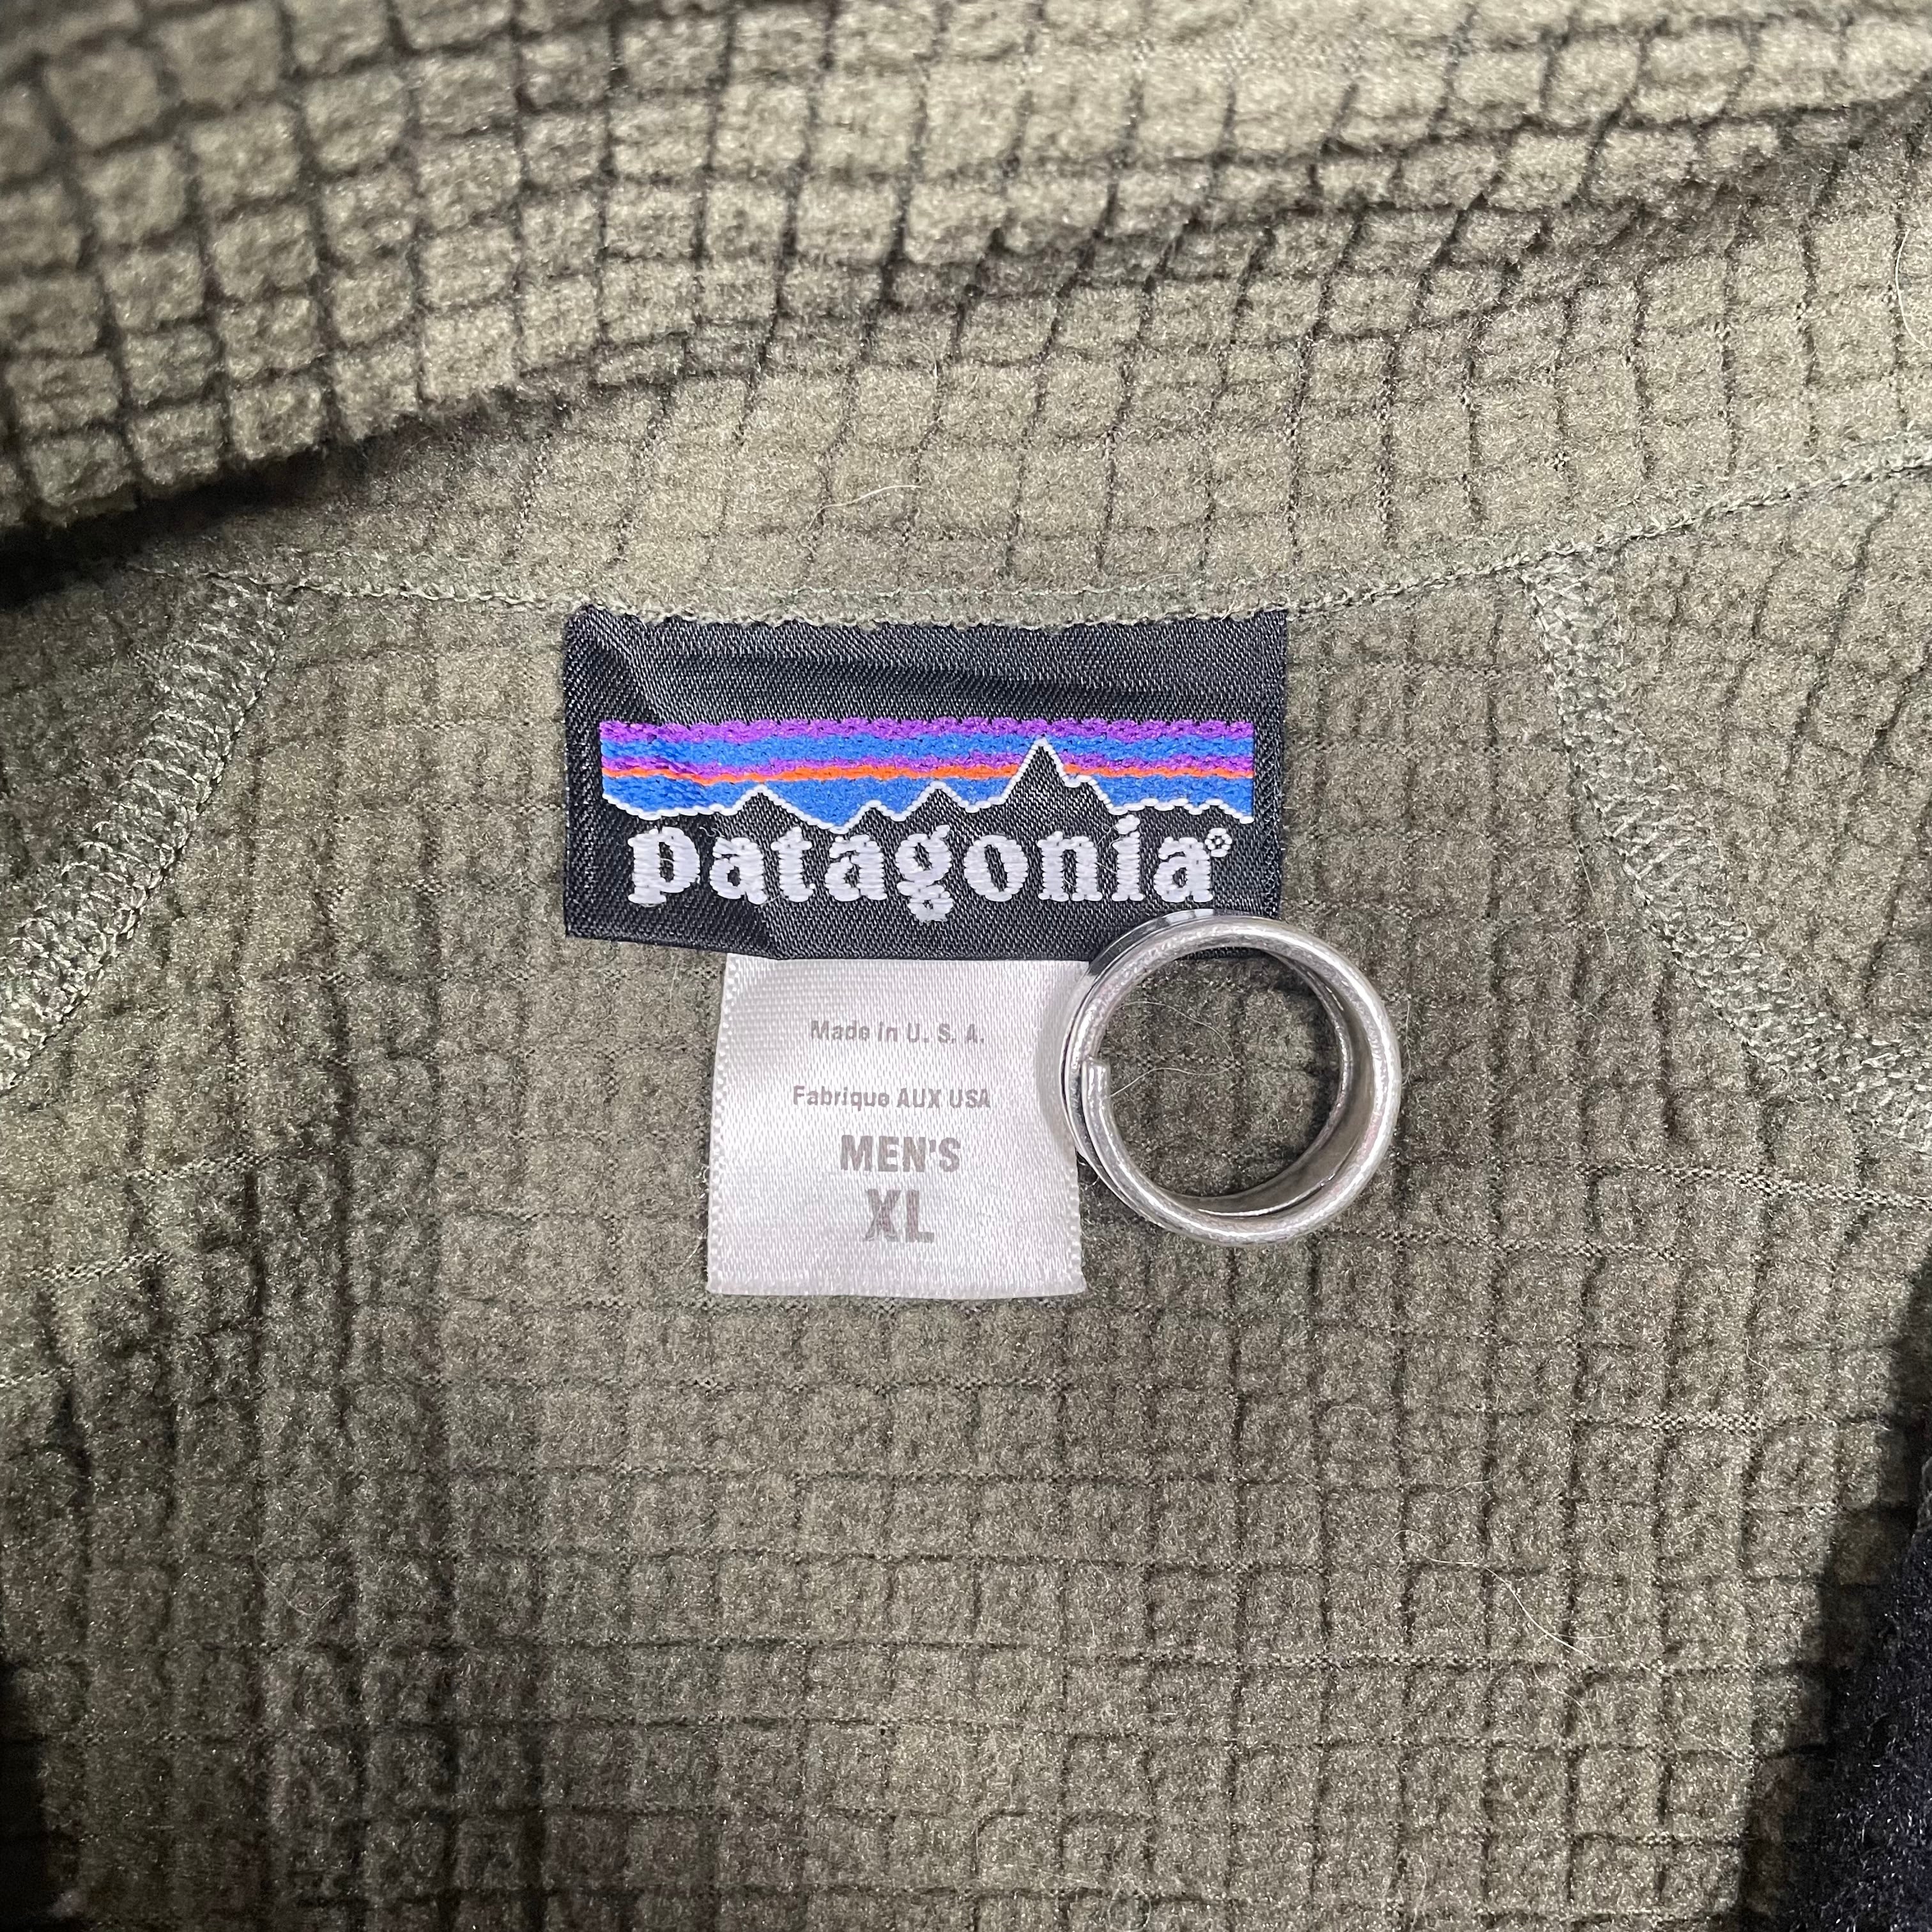 patagonia®
Made in U. S. A.
Fabrique AUX USA
MEN'S
XL